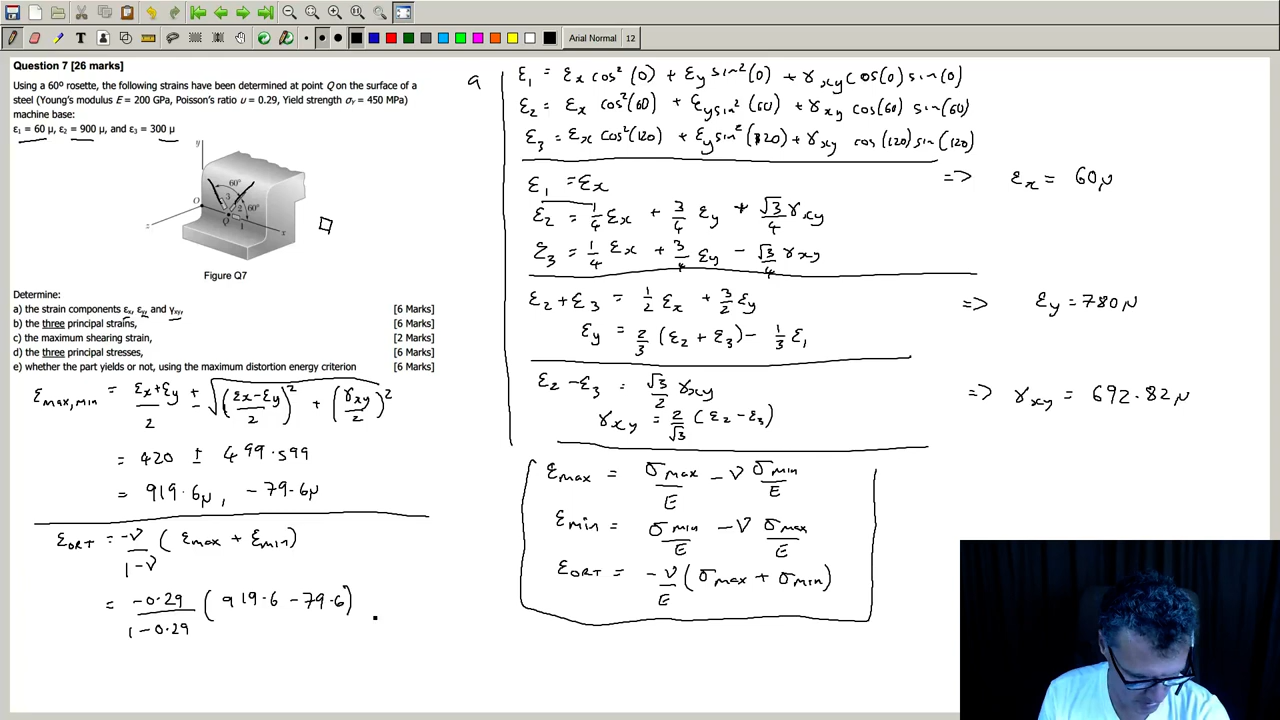 Arial Normal 12
Question 7 [26 marks]
Using a 60º rosette, the following strains have been determined at point Q on the surface of a
steel (Young's modulus E = 200 GPa, Poisson's ratio υ = 0.29, Yield strength σY = 450 MPa)
machine base:
ε1 = 60 μ, ε2 = 900 μ, and ε3 = 300 μ
y
60°
3
2
60°
O
Q
1
z
x
Figure Q7
Determine:
a) the strain components εx, εy, and γxy, [6 Marks]
b) the three principal strains, [6 Marks]
c) the maximum shearing strain, [2 Marks]
d) the three principal stresses, [6 Marks]
e) whether the part yields or not, using the maximum distortion energy criterion [6 Marks]
εmax,min = (εx+εy)/2 ± √((εx-εy)/2)² + (γxy/2)²
= 420 ± 499.599
= 919.6μ, -79.6μ
εORT = -ν/(1-ν) (εmax + εmin)
= -0.29/(1-0.29) (919.6 - 79.6)
a
ε1 = εx cos²(0) + εy sin²(0) + γxy cos(0) sin(0)
ε2 = εx cos²(60) + εy sin²(60) + γxy cos(60) sin(60)
ε3 = εx cos²(120) + εy sin²(120) + γxy cos(120) sin(120)
ε1 = εx => εx = 60μ
ε2 = 1/4 εx + 3/4 εy + √3/4 γxy
ε3 = 1/4 εx + 3/4 εy - √3/4 γxy
ε2 + ε3 = 1/2 εx + 3/2 εy => εy = 780μ
εy = 2/3 (ε2 + ε3) - 1/3 ε1
ε2 - ε3 = √3/2 γxy => γxy = 692.82μ
γxy = 2/√3 (ε2 - ε3)
εmax = σmax/E - ν σmin/E
εmin = σmin/E - ν σmax/E
εORT = -ν/E (σmax + σmin)